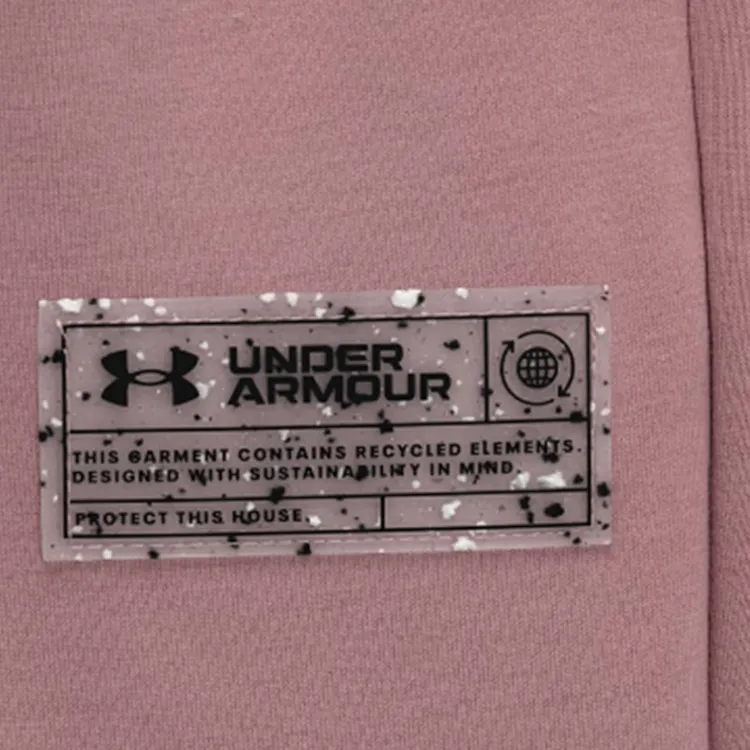 UNDER
ARMOUR
THIS GARMENT CONTAINS RECYCLED ELEMENTS.
DESIGNED WITH SUSTAINABILITY IN MIND.
PROTECT THIS HOUSE.